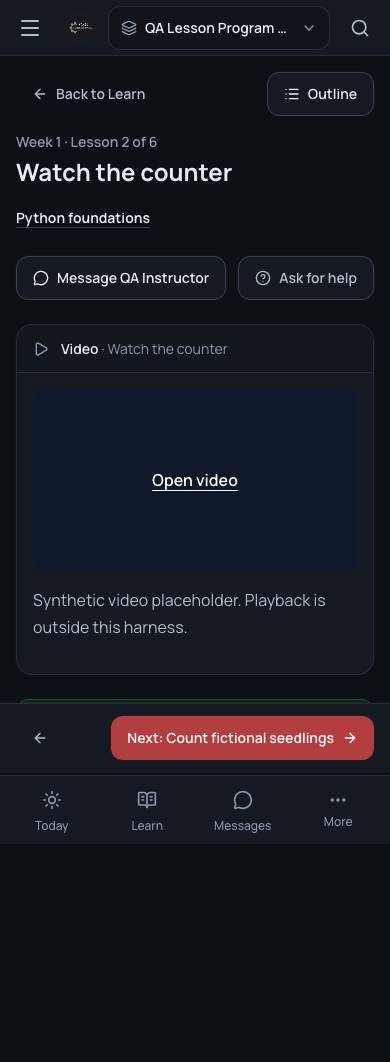 QA Lesson Program ...
Back to Learn
Outline
Week 1 · Lesson 2 of 6
Watch the counter
Python foundations
Message QA Instructor
Ask for help
Video · Watch the counter
Open video
Synthetic video placeholder. Playback is
outside this harness.
Next: Count fictional seedlings
Today
Learn
Messages
More